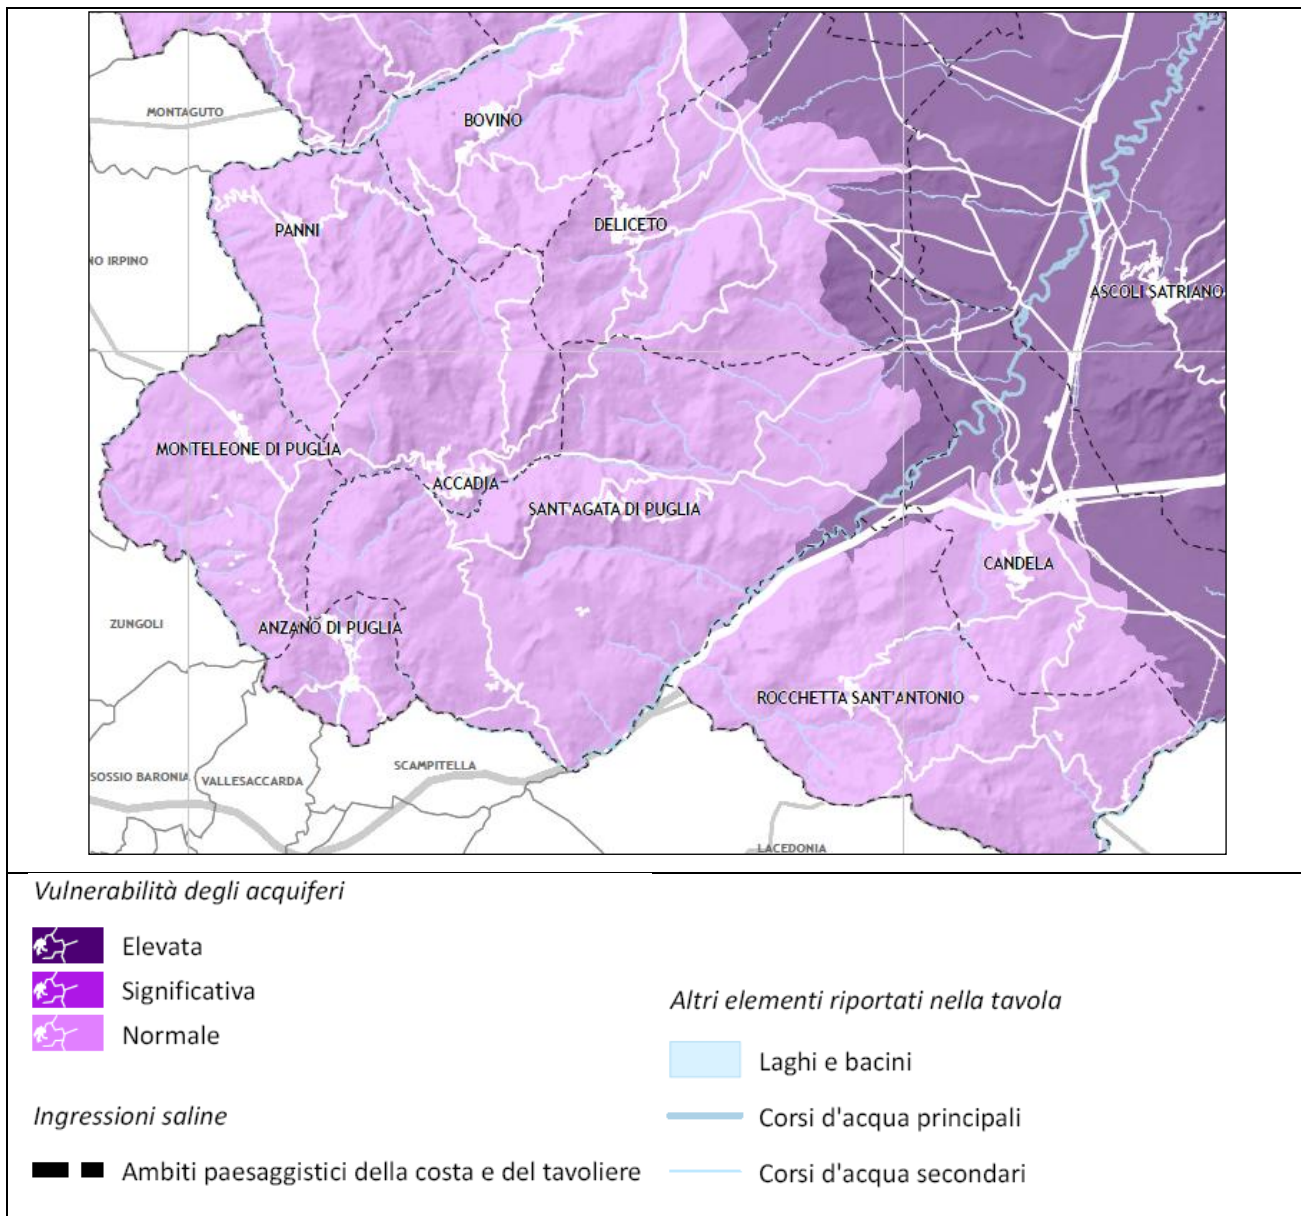 MONTAGUTO
BOVINO
PANNI
DELICETO
NO IRPINO
ASCOLI SATRIANO
MONTELEONE DI PUGLIA
ACCADIA
SANT'AGATA DI PUGLIA
CANDELA
ZUNGOLI
ANZANO DI PUGLIA
ROCCHETTA SANT'ANTONIO
SCAMPITELLA
SOSSIO BARONIA
VALLESACCARDA
LACEDONIA
Vulnerabilità degli acquiferi
Elevata
Significativa
Normale
Ingressioni saline
Ambiti paesaggistici della costa e del tavoliere
Altri elementi riportati nella tavola
Laghi e bacini
Corsi d'acqua principali
Corsi d'acqua secondari